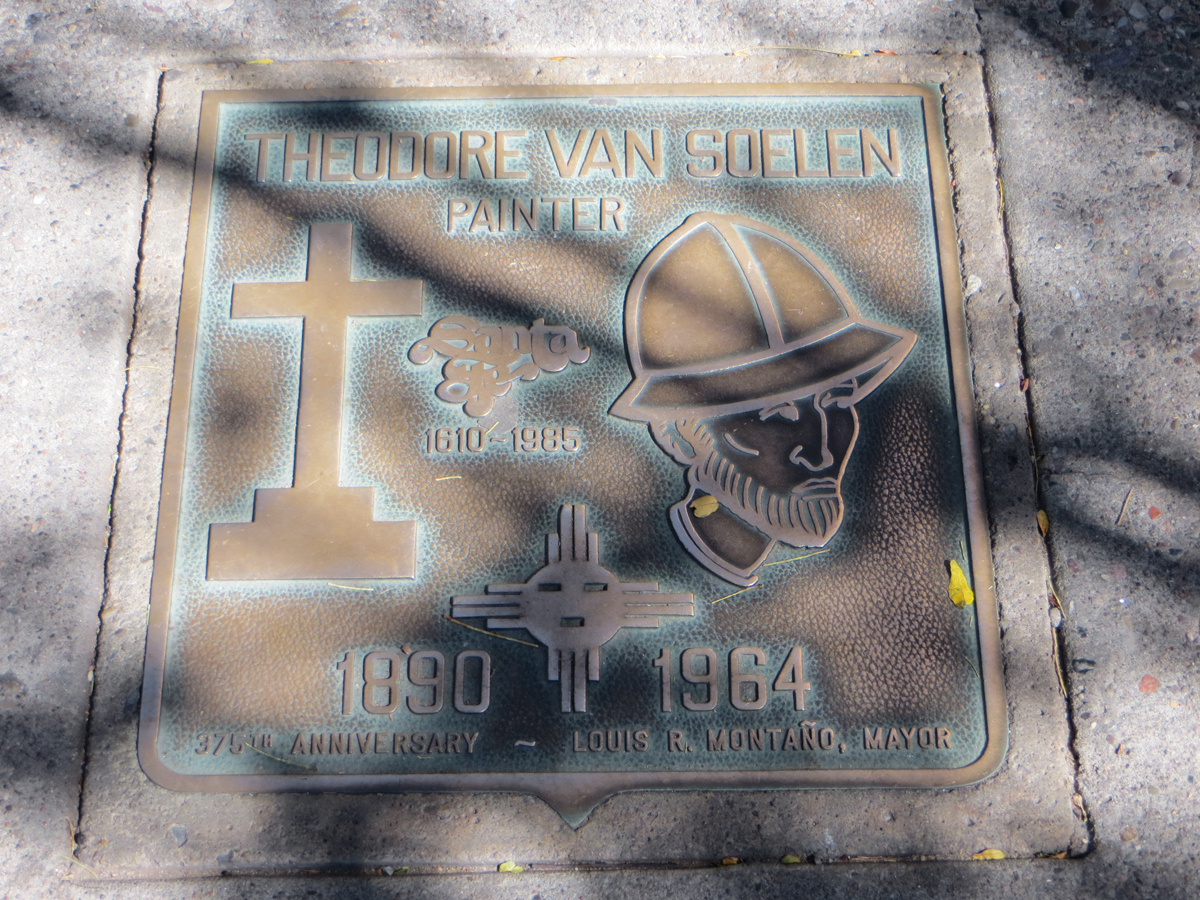 THEODORE VAN SOELEN
PAINTER
Santa
Fe
1610~1985
1890 1964
375TH ANNIVERSARY ~ LOUIS R. MONTAÑO, MAYOR